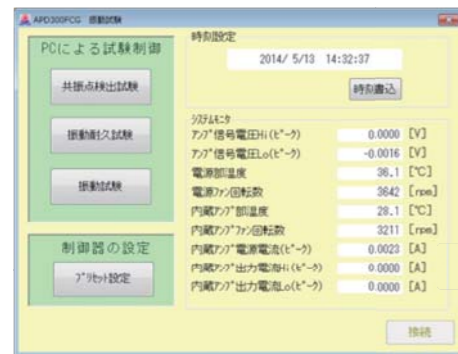 APD300FCG 振動試験
PCによる試験制御
共振点検出試験
振動耐久試験
振動試験
制御器の設定
プリセット設定
時刻設定
2014/ 5/13 14:32:37
時刻書込
システムモニタ
アンプ信号電圧Hi(ピーク) 0.0000 [V]
アンプ信号電圧Lo(ピーク) -0.0016 [V]
電源部温度 36.1 [℃]
電源ファン回転数 3642 [rpm]
内蔵アンプ部温度 28.1 [℃]
内蔵アンプファン回転数 3211 [rpm]
内蔵アンプ電源電流(ピーク) 0.0023 [A]
内蔵アンプ出力電流Hi(ピーク) 0.0000 [A]
内蔵アンプ出力電流Lo(ピーク) 0.0000 [A]
接続